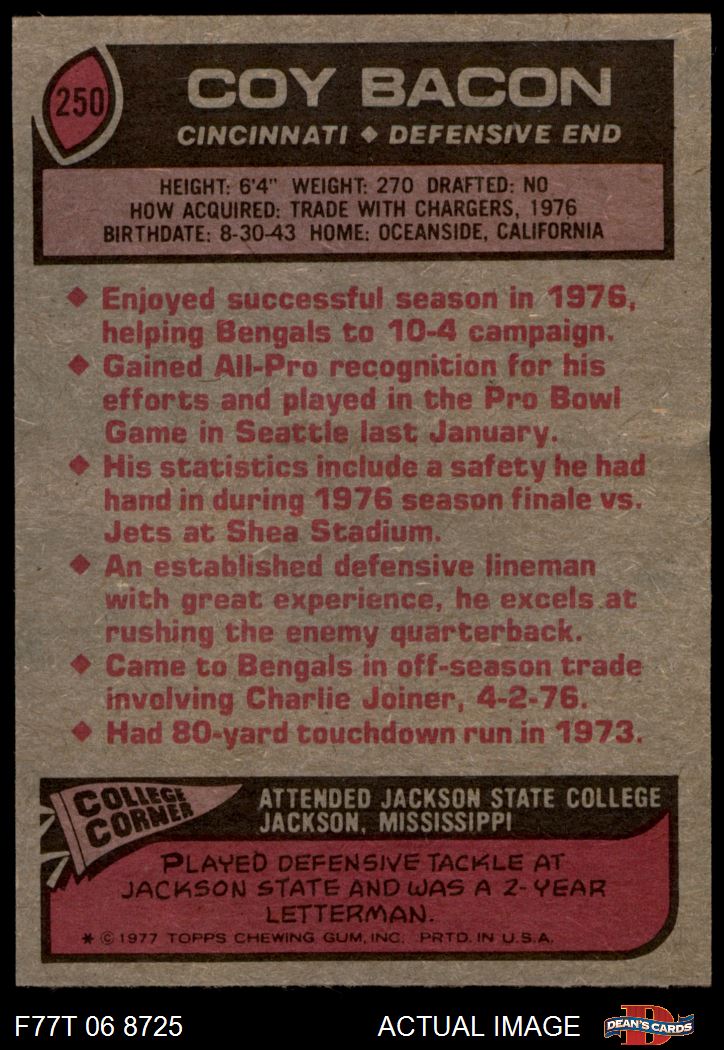 250
COY BACON
CINCINNATI ◆ DEFENSIVE END
HEIGHT: 6'4" WEIGHT: 270 DRAFTED: NO
HOW ACQUIRED: TRADE WITH CHARGERS, 1976
BIRTHDATE: 8-30-43 HOME: OCEANSIDE, CALIFORNIA
◆ Enjoyed successful season in 1976,
helping Bengals to 10-4 campaign.
◆ Gained All-Pro recognition for his
efforts and played in the Pro Bowl
Game in Seattle last January.
◆ His statistics include a safety he had
hand in during 1976 season finale vs.
Jets at Shea Stadium.
◆ An established defensive lineman
with great experience, he excels at
rushing the enemy quarterback.
◆ Came to Bengals in off-season trade
involving Charlie Joiner, 4-2-76.
◆ Had 80-yard touchdown run in 1973.
COLLEGE
CORNER
ATTENDED JACKSON STATE COLLEGE
JACKSON, MISSISSIPPI
PLAYED DEFENSIVE TACKLE AT
JACKSON STATE AND WAS A 2-YEAR
LETTERMAN.
* © 1977 TOPPS CHEWING GUM, INC. PRTD. IN U.S.A.
F77T 06 8725
ACTUAL IMAGE
D
DEAN'S CARDS